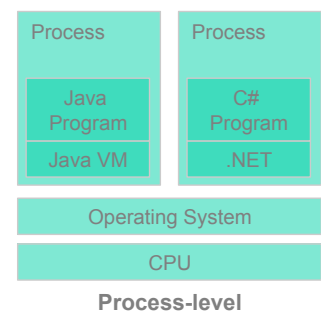 Process
Process
Java
Program
Java VM
C#
Program
.NET
Operating System
CPU
Process-level